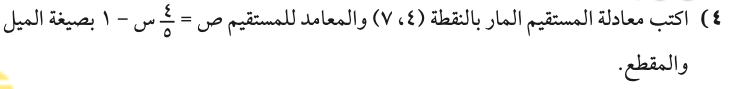 ٤) اكتب معادلة المستقيم المار بالنقطة (٤، ٧) والمعامد للمستقيم ص = ٤/٥ س − ١ بصيغة الميل
والمقطع.